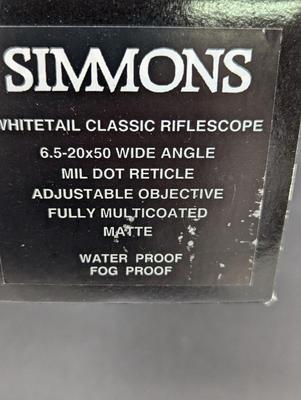 SIMMONS
WHITETAIL CLASSIC RIFLESCOPE
6.5-20x50 WIDE ANGLE
MIL DOT RETICLE
ADJUSTABLE OBJECTIVE
FULLY MULTICOATED
MATTE
WATER PROOF
FOG PROOF